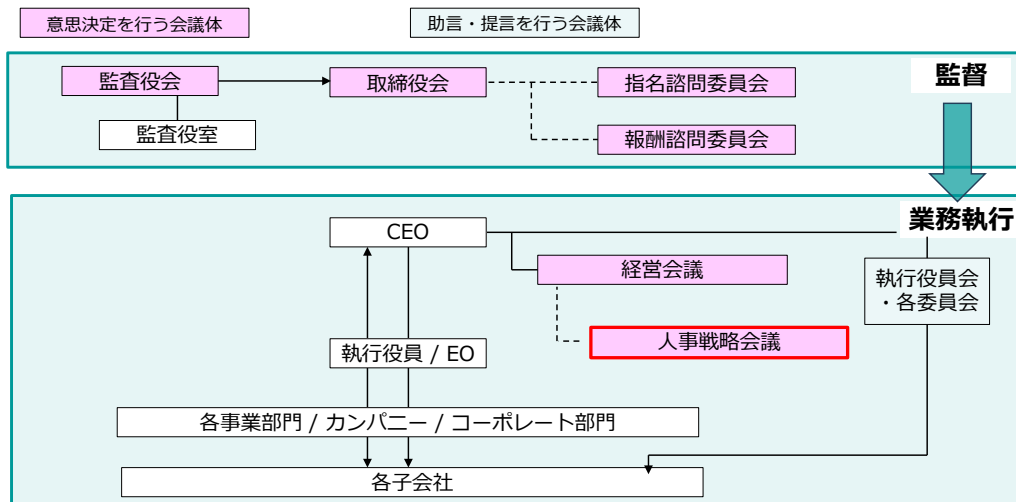 意思決定を行う会議体
助言・提言を行う会議体
監査役会
取締役会
指名諮問委員会
監督
監査役室
報酬諮問委員会
業務執行
CEO
経営会議
執行役員会
・各委員会
人事戦略会議
執行役員 / EO
各事業部門 / カンパニー / コーポレート部門
各子会社